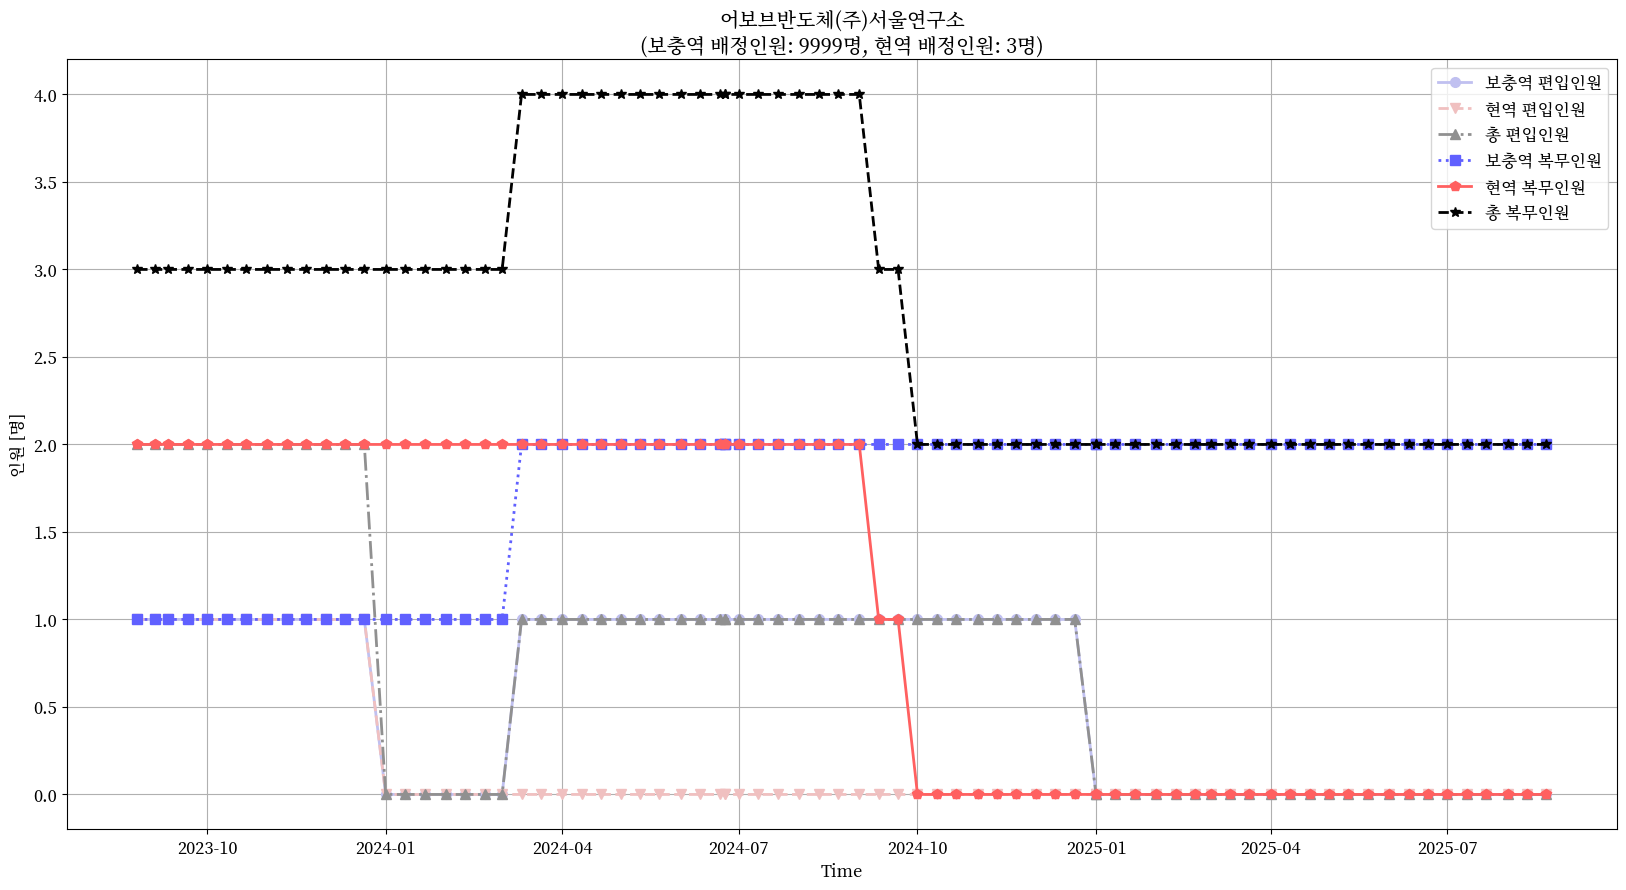 어보브반도체(주)서울연구소
(보충역 배정인원: 9999명, 현역 배정인원: 3명)
보충역 편입인원
현역 편입인원
총 편입인원
보충역 복무인원
현역 복무인원
총 복무인원
인원 [명]
4.0
3.5
3.0
2.5
2.0
1.5
1.0
0.5
0.0
2023-10
2024-01
2024-04
2024-07
2024-10
2025-01
2025-04
2025-07
Time